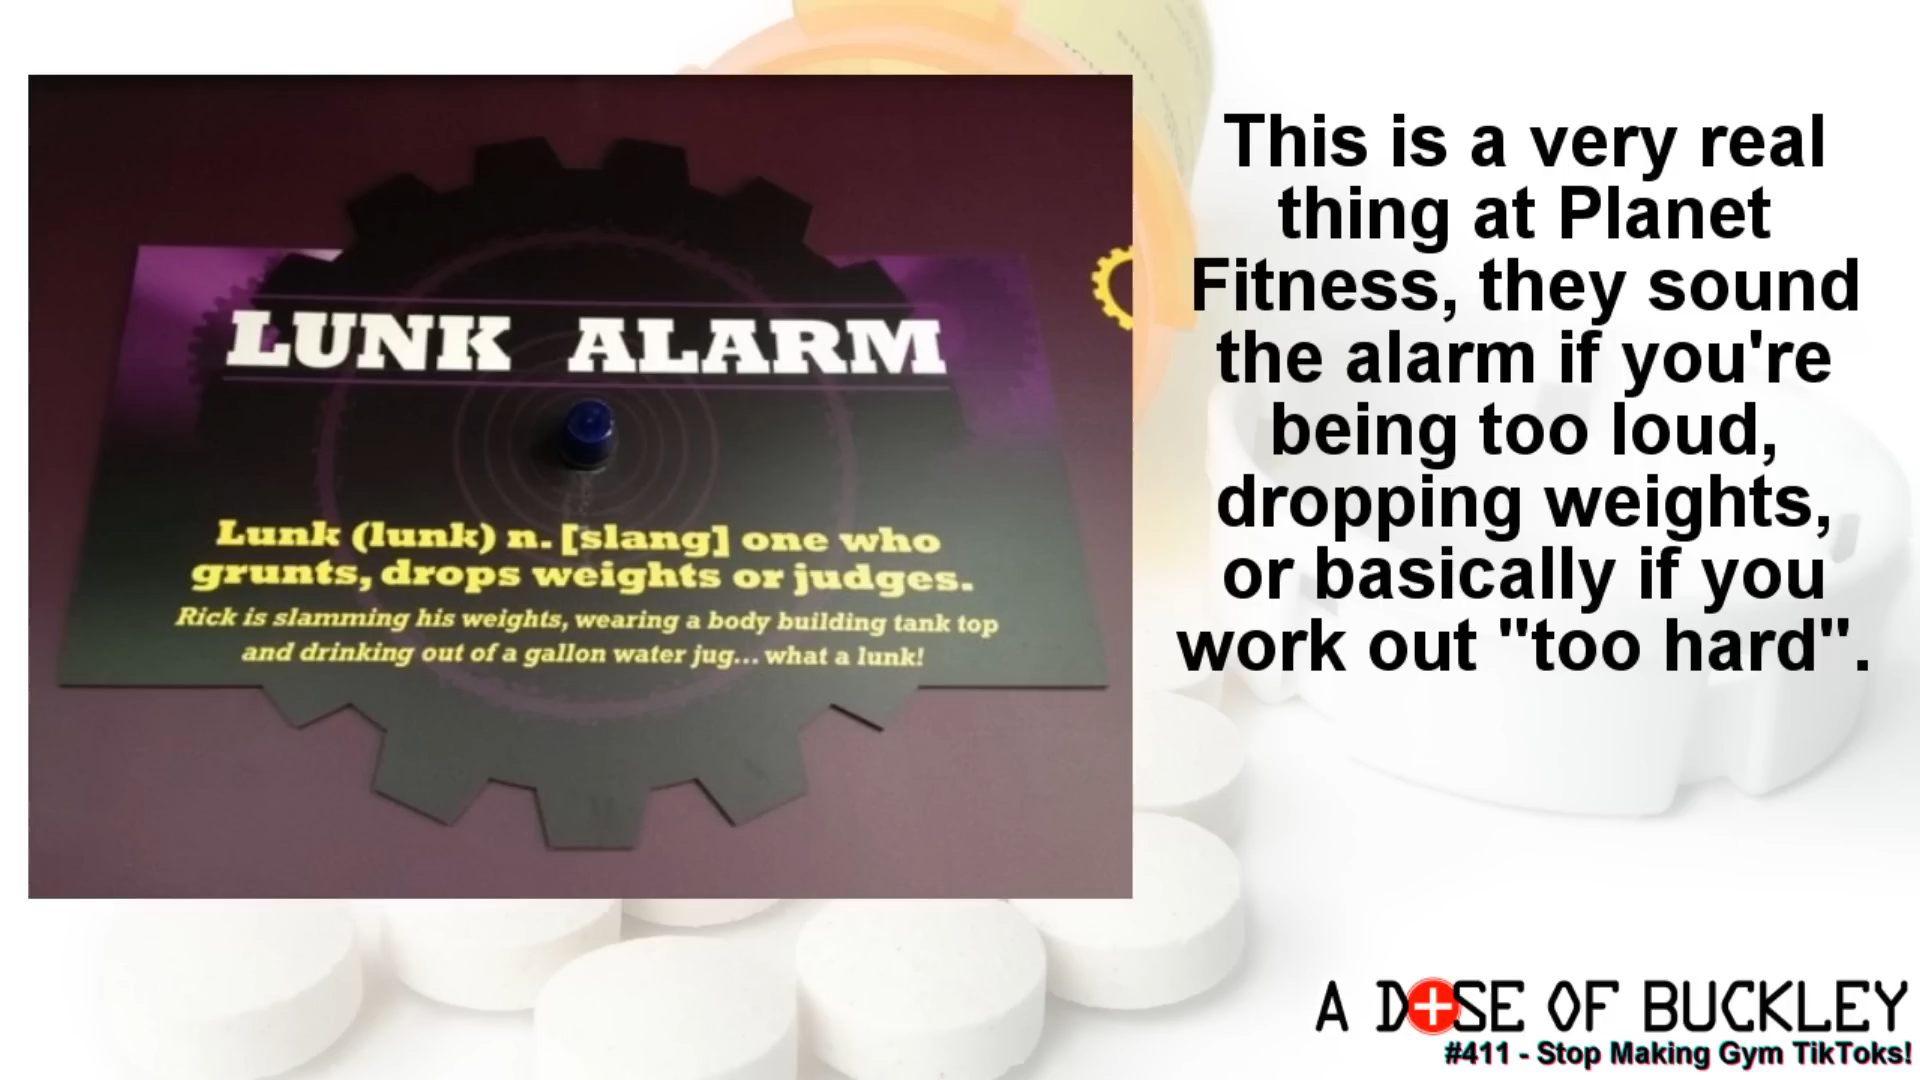 LUNK ALARM
Lunk (lunk) n. [slang] one who
grunts, drops weights or judges.
Rick is slamming his weights, wearing a body building tank top
and drinking out of a gallon water jug... what a lunk!
This is a very real
thing at Planet
Fitness, they sound
the alarm if you're
being too loud,
dropping weights,
or basically if you
work out "too hard".
A DOSE OF BUCKLEY
#411 - Stop Making Gym TikToks!